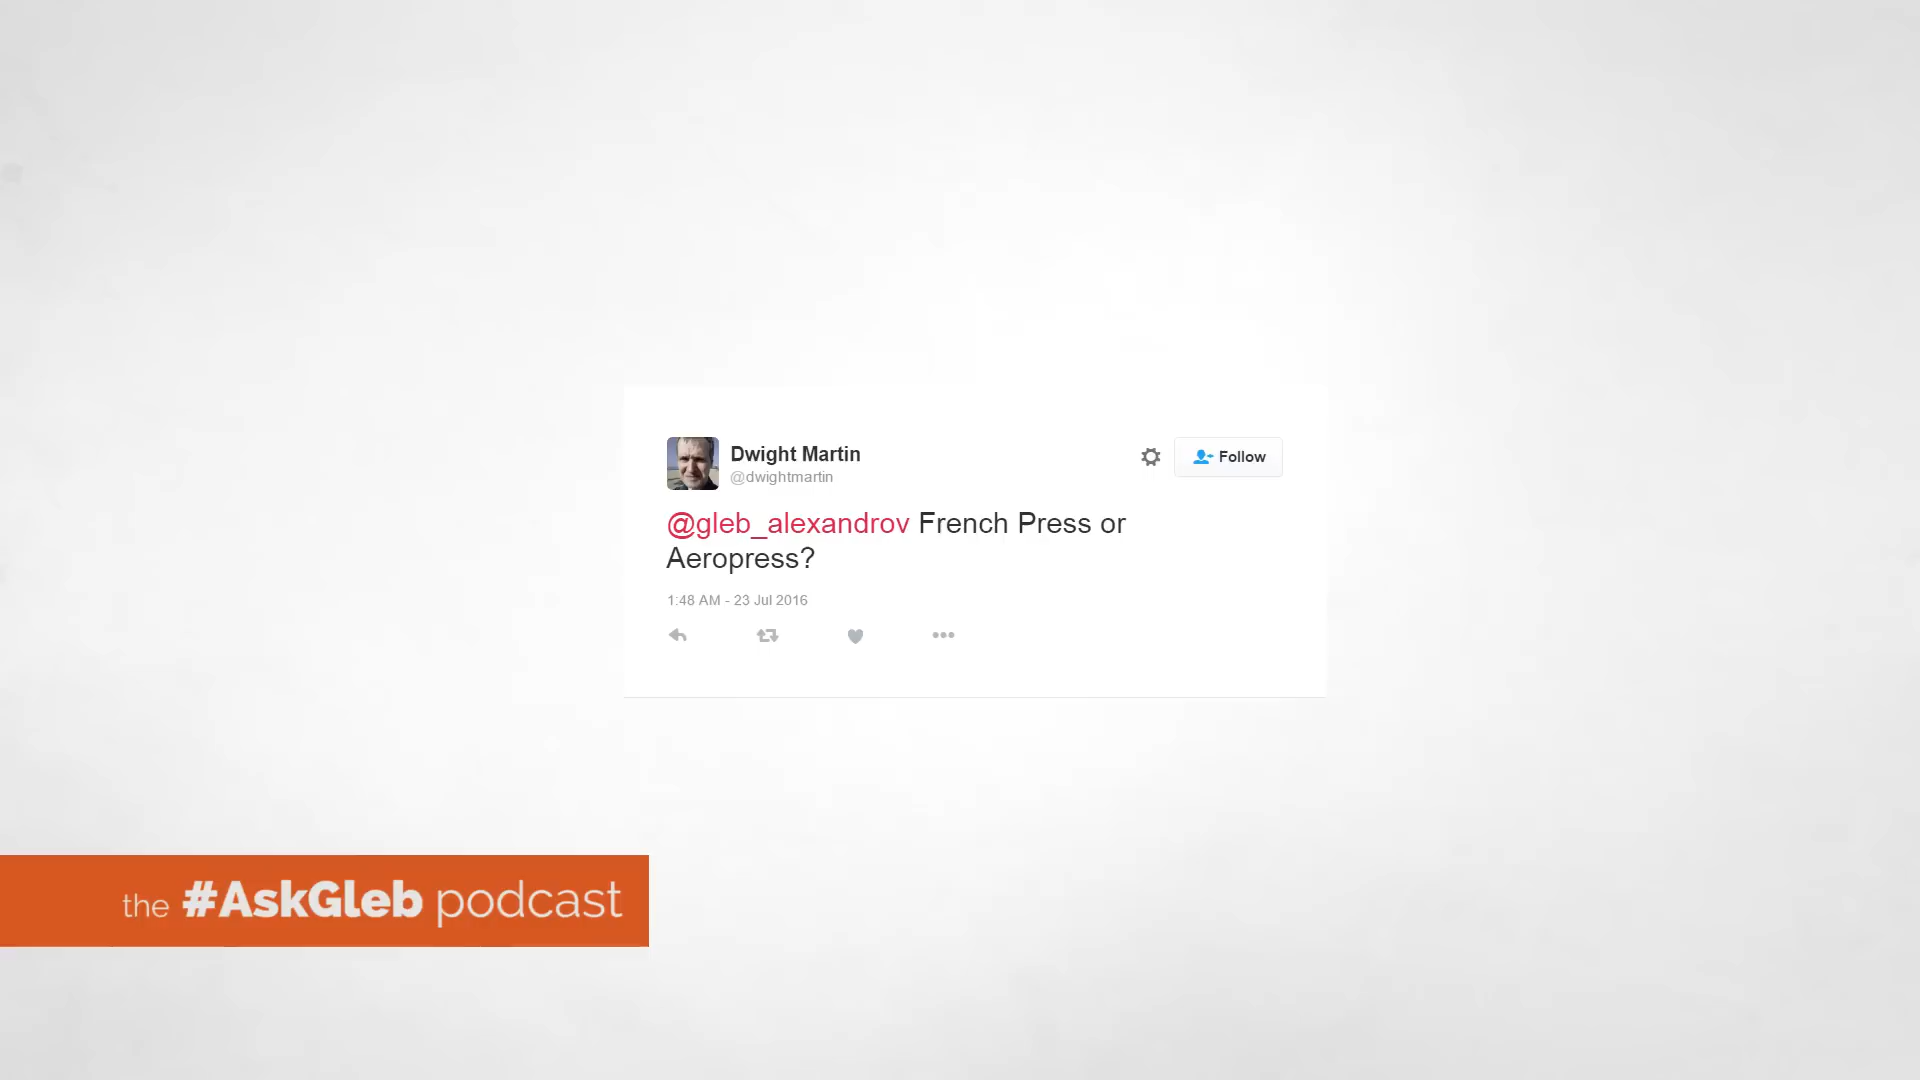 Dwight Martin
@dwightmartin
Follow
@gleb_alexandrov French Press or
Aeropress?
1:48 AM - 23 Jul 2016
the #AskGleb podcast